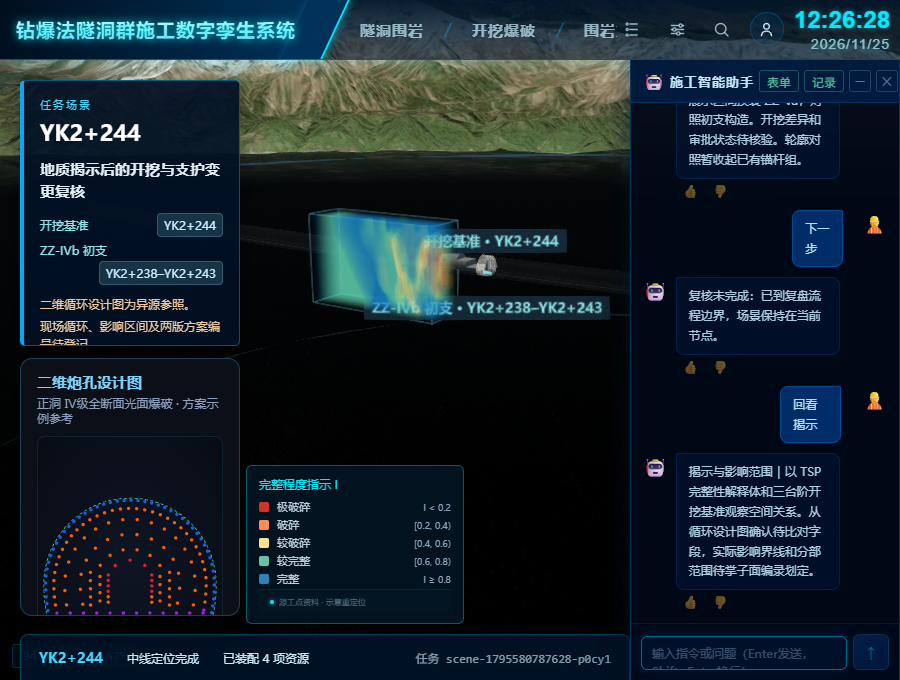 钻爆法隧洞群施工数字孪生系统
隧洞围岩 / 开挖爆破 / 围岩
12:26:28
2026/11/25
任务场景
YK2+244
地质揭示后的开挖与支护变
更复核
开挖基准 YK2+244
ZZ-IVb 初支
YK2+238–YK2+243
二维循环设计图为异源参照。
现场循环、影响区间及两版方案编
号待登记
二维炮孔设计图
正洞 IV级全断面光面爆破 · 方案示
例参考
开挖基准 • YK2+244
ZZ-IVb 初支 • YK2+238–YK2+243
完整程度指示 I
极破碎 I < 0.2
破碎 [0.2, 0.4)
较破碎 [0.4, 0.6)
较完整 [0.6, 0.8)
完整 I ≥ 0.8
源工点资料 · 示意重定位
YK2+244 中线定位完成 已装配 4 项资源 任务 scene-1795580787628-p0cy1
施工智能助手 表单 记录
照初支构造。开挖差异和
审批状态待核验。轮廓对
照暂收起已有锚杆组。
下一
步
复核未完成：已到复盘流
程边界，场景保持在当前
节点。
回看
揭示
揭示与影响范围 | 以 TSP
完整性解释体和三台阶开
挖基准观察空间关系。从
循环设计图确认待比对字
段，实际影响界线和分部
范围待掌子面编录划定。
输入指令或问题（Enter发送，